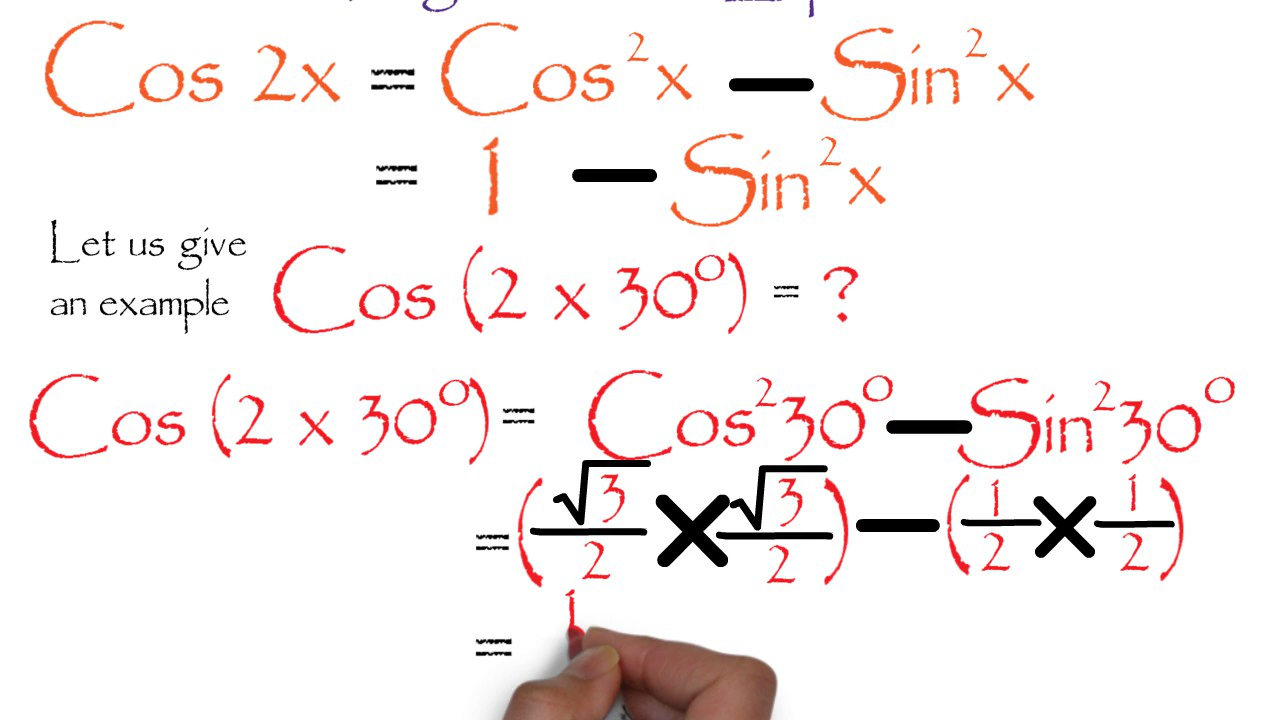 Cos 2x = Cos²x − Sin²x
= 1 − Sin²x
Let us give
an example
Cos (2 x 30⁰) = ?
Cos (2 x 30⁰) = Cos²30⁰ − Sin²30⁰
= (√3/2 × √3/2) − (1/2 × 1/2)
= 1